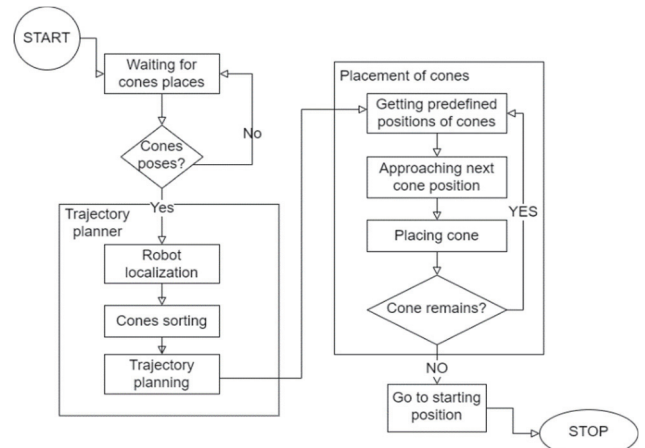 START
Waiting for
cones places
No
Cones
poses?
Yes
Trajectory
planner
Robot
localization
Cones sorting
Trajectory
planning
Placement of cones
Getting predefined
positions of cones
Approaching next
cone position
YES
Placing cone
Cone remains?
NO
Go to starting
position
STOP